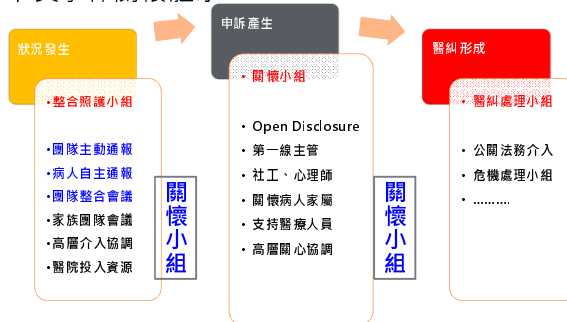 狀況發生
•整合照護小組
•團隊主動通報
•病人自主通報
•團隊整合會議
•家族團隊會議
•高層介入協調
•醫院投入資源
關懷小組
申訴產生
• 關懷小組
• Open Disclosure
• 第一線主管
• 社工、心理師
• 關懷病人家屬
• 支持醫療人員
• 高層關心協調
關懷小組
醫糾形成
• 醫糾處理小組
• 公關法務介入
• 危機處理小組
• ..........